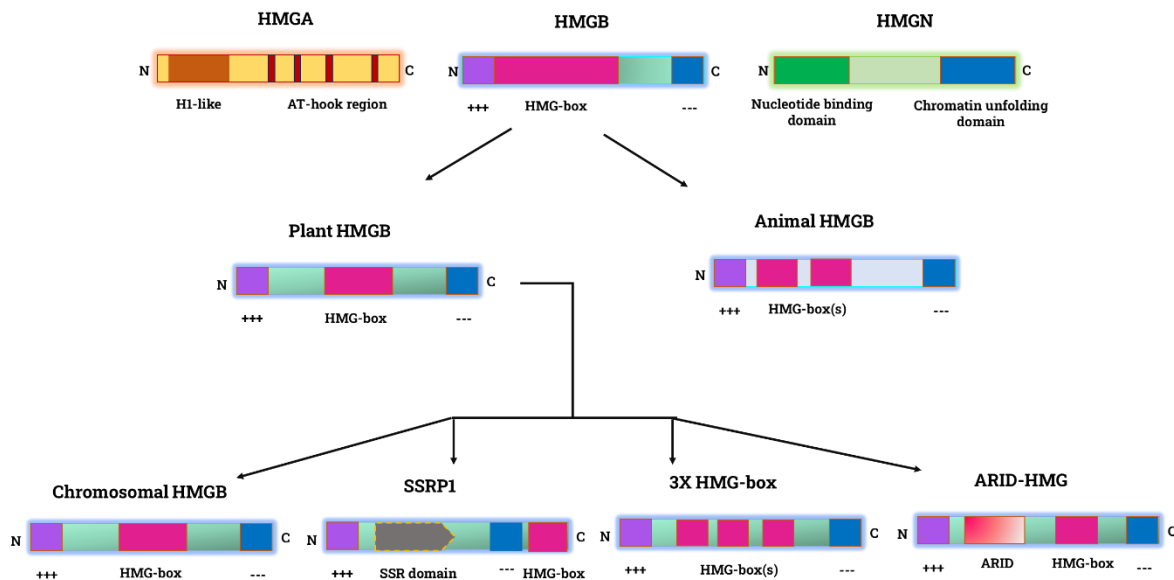 HMGA
HMGB
HMGN
N
C
N
C
N
C
H1-like
AT-hook region
+++
HMG-box
---
Nucleotide binding
domain
Chromatin unfolding
domain
Plant HMGB
Animal HMGB
N
C
N
C
+++
HMG-box
---
+++
HMG-box(s)
---
Chromosomal HMGB
SSRP1
3X HMG-box
ARID-HMG
N
C
N
C
N
C
N
C
+++
HMG-box
---
+++
SSR domain
---
HMG-box
+++
HMG-box(s)
---
+++
ARID
HMG-box
---